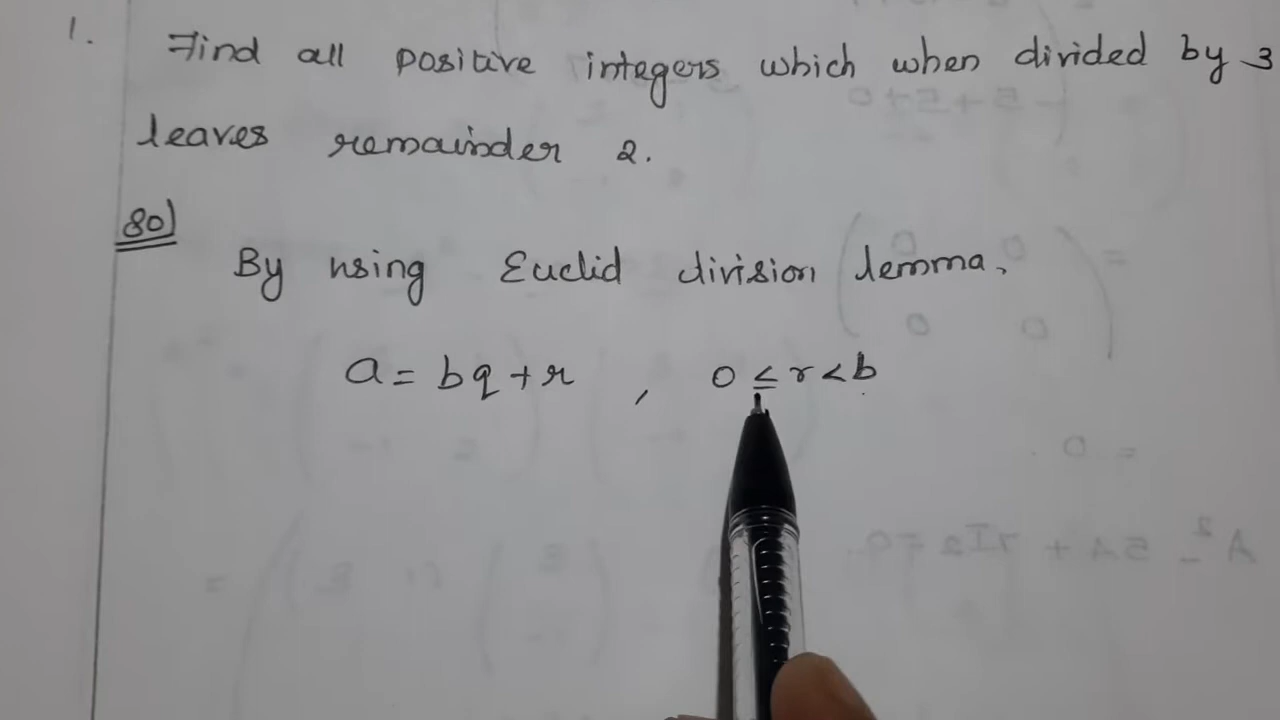 1. Find all positive integers which when divided by 3
leaves remainder 2.
So)
By using Euclid division lemma,
a = bq + r , 0 ≤ r < b